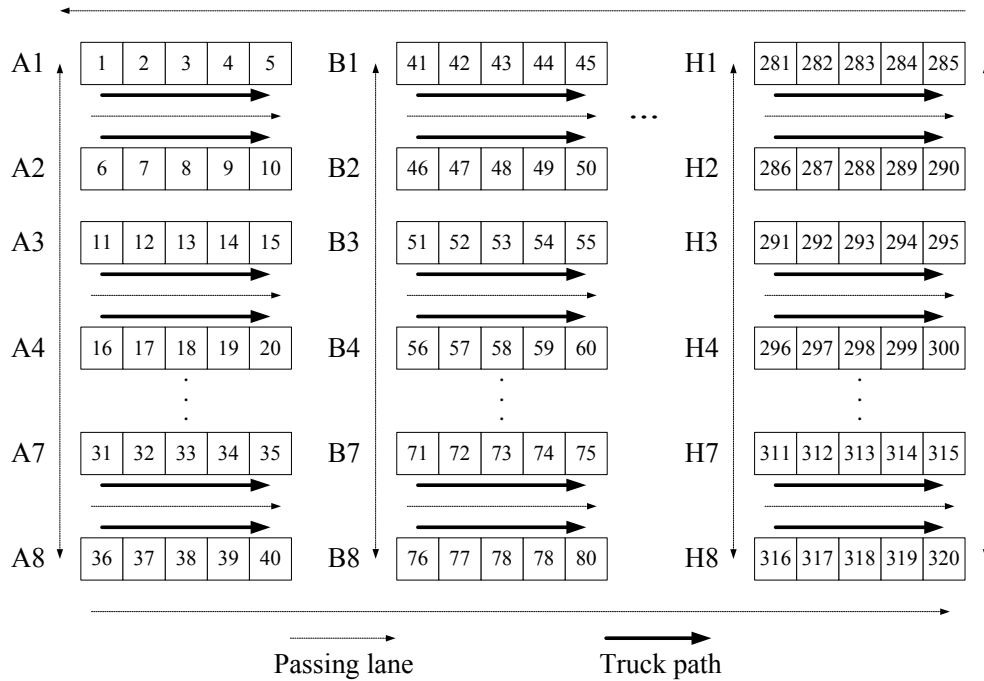 A1 1 2 3 4 5 B1 41 42 43 44 45 H1 281 282 283 284 285
...
A2 6 7 8 9 10 B2 46 47 48 49 50 H2 286 287 288 289 290
A3 11 12 13 14 15 B3 51 52 53 54 55 H3 291 292 293 294 295
A4 16 17 18 19 20 B4 56 57 58 59 60 H4 296 297 298 299 300
A7 31 32 33 34 35 B7 71 72 73 74 75 H7 311 312 313 314 315
A8 36 37 38 39 40 B8 76 77 78 78 80 H8 316 317 318 319 320
Passing lane Truck path